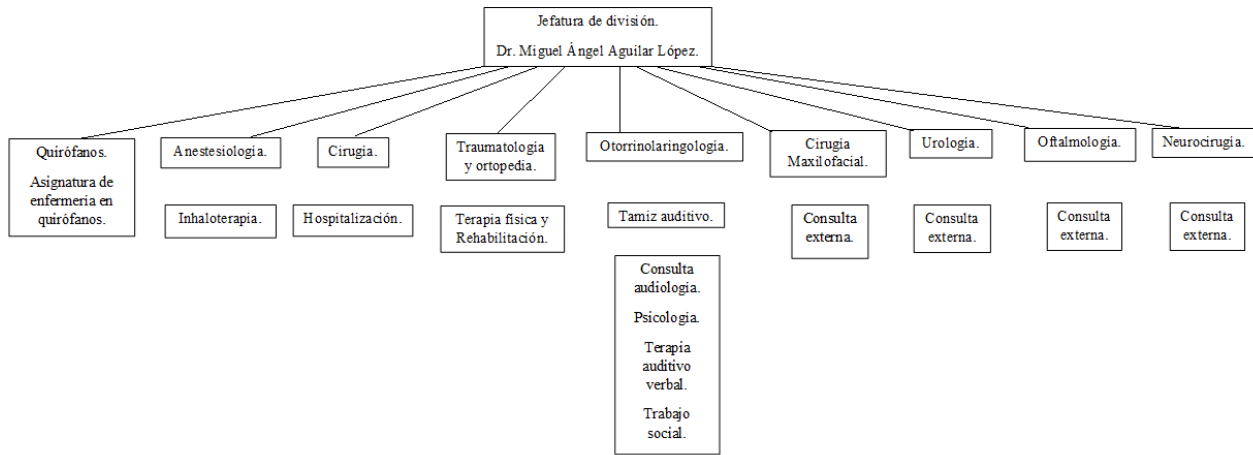 Jefatura de división.
Dr. Miguel Ángel Aguilar López.
Quirófanos.
Asignatura de
enfermería en
quirófanos.
Anestesiología.
Cirugía.
Traumatología
y ortopedia.
Otorrinolaringología.
Cirugía
Maxilofacial.
Urología.
Oftalmología.
Neurocirugía.
Inhaloterapia.
Hospitalización.
Terapia física y
Rehabilitación.
Tamiz auditivo.
Consulta
externa.
Consulta
externa.
Consulta
externa.
Consulta
externa.
Consulta
audiología.
Psicología.
Terapia
auditivo
verbal.
Trabajo
social.